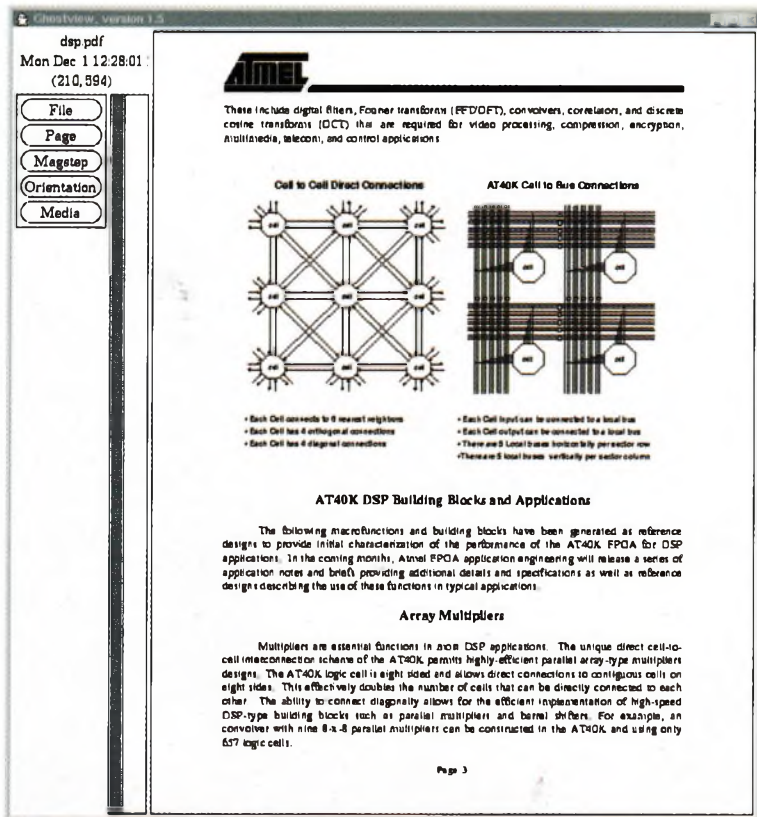 Ghostview, version 1.5
dsp.pdf
Mon Dec 1 12:28:01
(210, 594)
File
Page
Magstep
Orientation
Media
ATMEL
These include digital filters, Fourier transforms (FFT/DFT), convolvers, correlators, and discrete
cosine transforms (DCT) that are required for video processing, compression, encryption,
multimedia, telecom, and control applications
Cell to Cell Direct Connections
AT40K Cell to Bus Connections
cell cell cell
cell cell
cell cell cell
cell cell
cell cell cell
• Each Cell connects to 8 nearest neighbors
• Each Cell has 4 orthogonal connections
• Each Cell has 4 diagonal connections
• Each Cell input can be connected to a local bus
• Each Cell output can be connected to a local bus
• There are 5 Local buses horizontally per sector row
•There are 5 local buses vertically per sector column
AT40K DSP Building Blocks and Applications
The following macrofunctions and building blocks have been generated as reference
designs to provide initial characterization of the performance of the AT40K FPGA for DSP
applications. In the coming months, Atmel FPGA application engineering will release a series of
application notes and briefs providing additional details and specifications as well as reference
designs describing the use of these functions in typical applications.
Array Multipliers
Multipliers are essential functions in most DSP applications. The unique direct cell-to-
cell interconnection scheme of the AT40K permits highly-efficient parallel array-type multipliers
designs. The AT40K logic cell is eight sided and allows direct connections to contiguous cells on
eight sides. This effectively doubles the number of cells that can be directly connected to each
other. The ability to connect diagonally allows for the efficient implementation of high-speed
DSP-type building blocks such as parallel multipliers and barrel shifters. For example, an
convolver with nine 8-x-8 parallel multipliers can be constructed in the AT40K and using only
657 logic cells.
Page 3